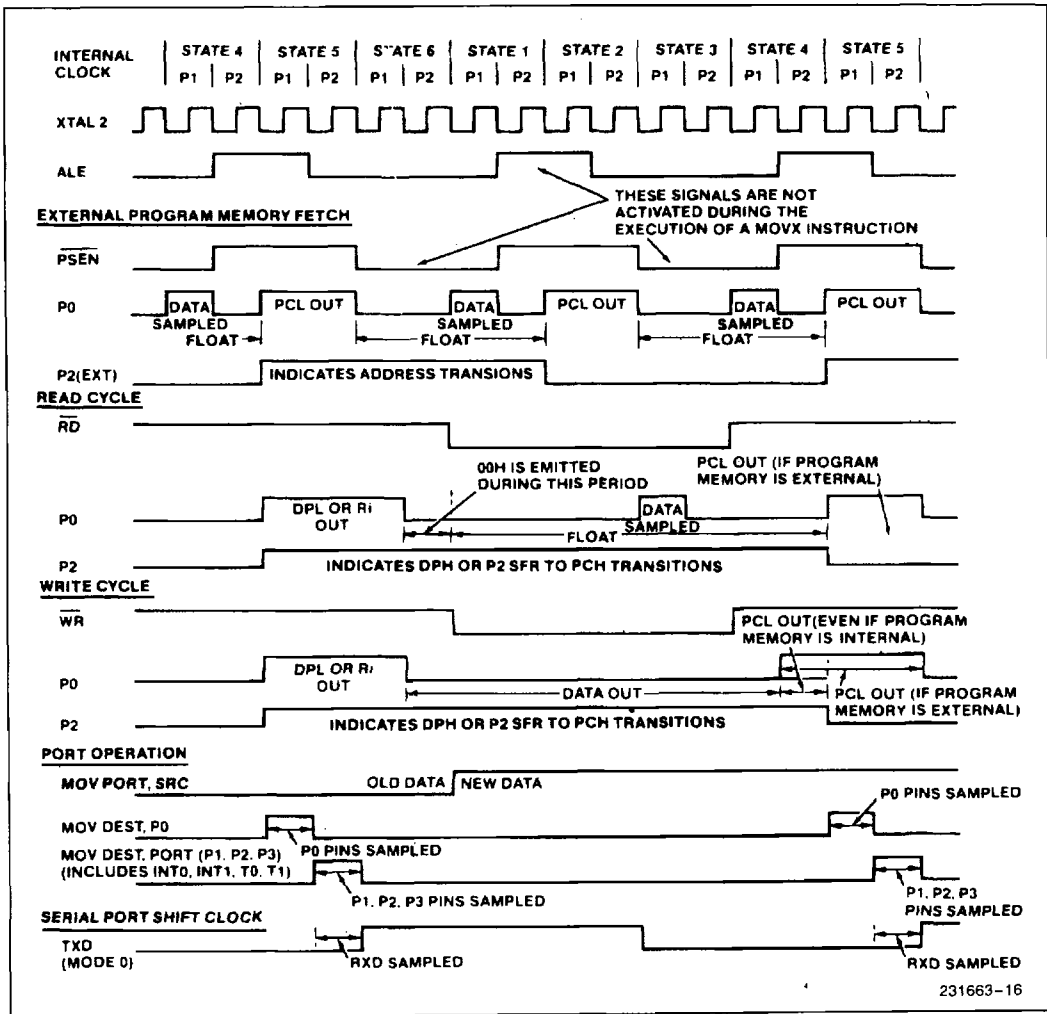 INTERNAL CLOCK
STATE 4 STATE 5 STATE 6 STATE 1 STATE 2 STATE 3 STATE 4 STATE 5
P1 P2 P1 P2 P1 P2 P1 P2 P1 P2 P1 P2 P1 P2 P1 P2
XTAL 2
ALE
THESE SIGNALS ARE NOT
ACTIVATED DURING THE
EXECUTION OF A MOVX INSTRUCTION
EXTERNAL PROGRAM MEMORY FETCH
PSEN
P0
DATA PCL OUT DATA PCL OUT DATA PCL OUT
SAMPLED SAMPLED SAMPLED
FLOAT FLOAT FLOAT
P2(EXT)
INDICATES ADDRESS TRANSIONS
READ CYCLE
RD
00H IS EMITTED
DURING THIS PERIOD
PCL OUT (IF PROGRAM
MEMORY IS EXTERNAL)
P0
DPL OR Ri
OUT
DATA
SAMPLED
FLOAT
P2
INDICATES DPH OR P2 SFR TO PCH TRANSITIONS
WRITE CYCLE
WR
PCL OUT(EVEN IF PROGRAM
MEMORY IS INTERNAL)
P0
DPL OR Ri
OUT
DATA OUT
PCL OUT (IF PROGRAM
MEMORY IS EXTERNAL)
P2
INDICATES DPH OR P2 SFR TO PCH TRANSITIONS
PORT OPERATION
MOV PORT, SRC
OLD DATA NEW DATA
MOV DEST, P0
P0 PINS SAMPLED
P0 PINS SAMPLED
MOV DEST, PORT (P1, P2, P3)
(INCLUDES INT0, INT1, T0, T1)
P1, P2, P3 PINS SAMPLED
P1, P2, P3
PINS SAMPLED
SERIAL PORT SHIFT CLOCK
TXD
(MODE 0)
RXD SAMPLED
RXD SAMPLED
231663-16